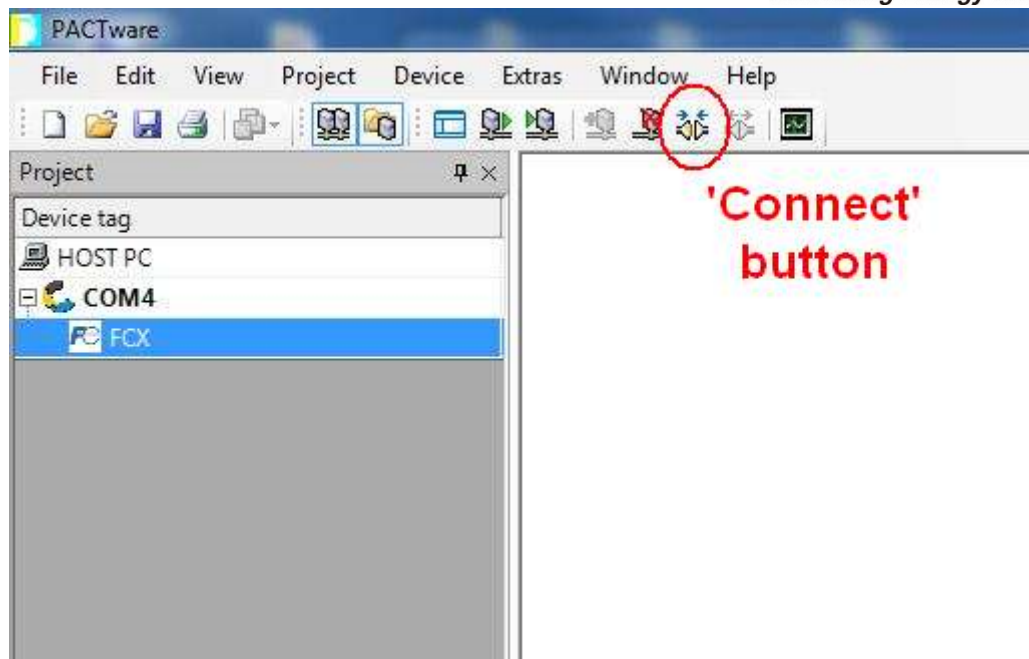 PACTware
File Edit View Project Device Extras Window Help
Project
Device tag
HOST PC
COM4
FCX
'Connect'
button